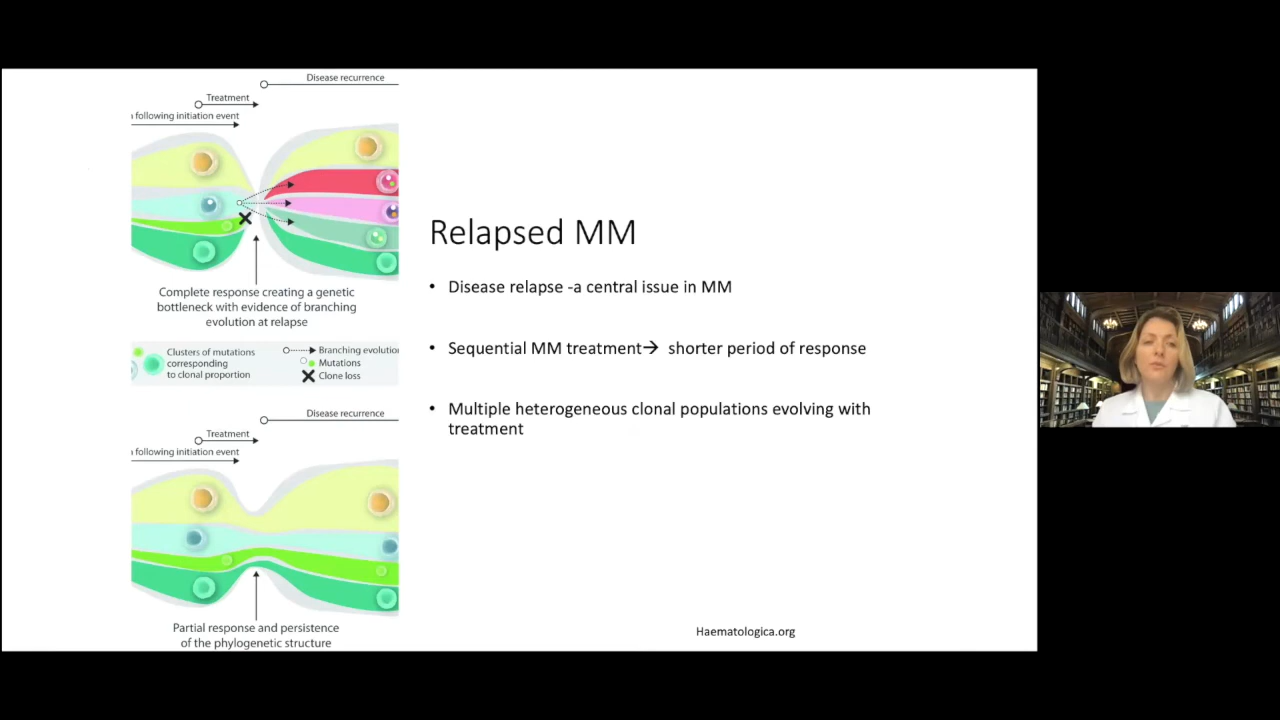 Disease recurrence
Treatment
following initiation event
Complete response creating a genetic
bottleneck with evidence of branching
evolution at relapse
Clusters of mutations
corresponding
to clonal proportion
Branching evolution
Mutations
Clone loss
Disease recurrence
Treatment
following initiation event
Partial response and persistence
of the phylogenetic structure
Relapsed MM
• Disease relapse -a central issue in MM
• Sequential MM treatment→ shorter period of response
• Multiple heterogeneous clonal populations evolving with
treatment
Haematologica.org